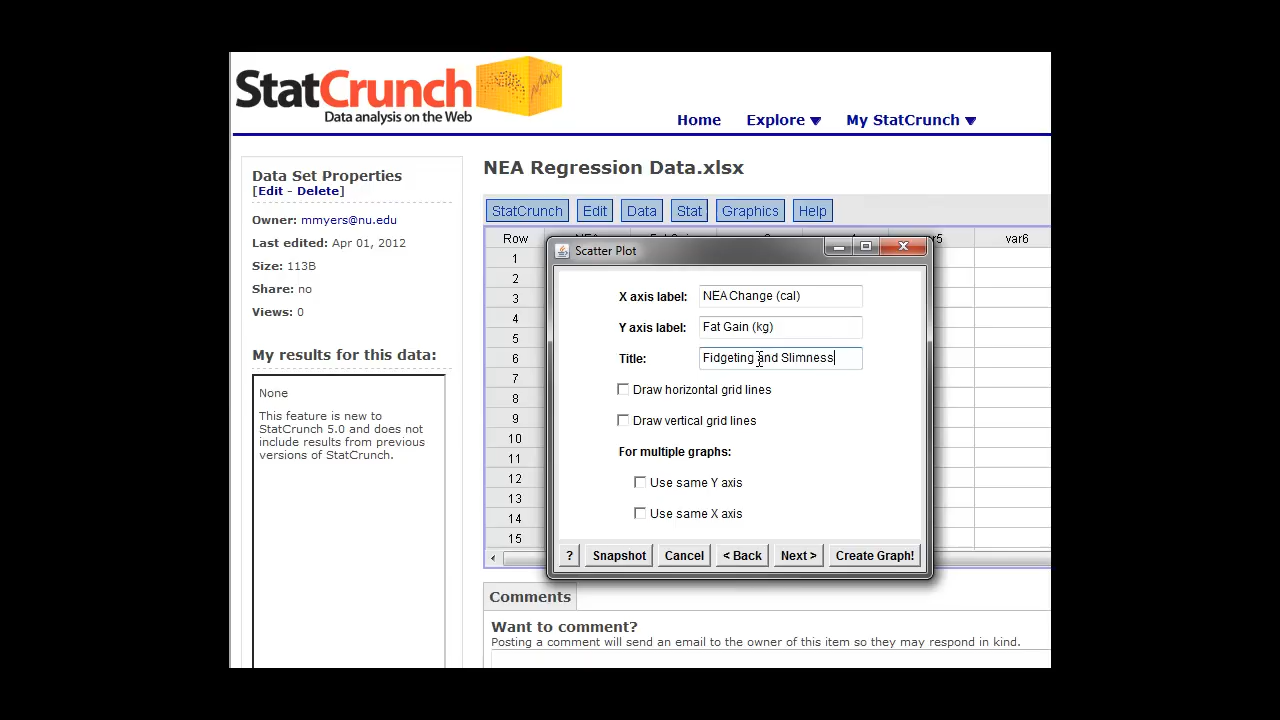 StatCrunch
Data analysis on the Web
Home Explore My StatCrunch
Data Set Properties
[Edit - Delete]
Owner: mmyers@nu.edu
Last edited: Apr 01, 2012
Size: 113B
Share: no
Views: 0
My results for this data:
None
This feature is new to
StatCrunch 5.0 and does not
include results from previous
versions of StatCrunch.
NEA Regression Data.xlsx
StatCrunch Edit Data Stat Graphics Help
Row var6
1
2
3
4
5
6
7
8
9
10
11
12
13
14
15
Scatter Plot
X axis label: NEA Change (cal)
Y axis label: Fat Gain (kg)
Title: Fidgeting and Slimness
Draw horizontal grid lines
Draw vertical grid lines
For multiple graphs:
Use same Y axis
Use same X axis
? Snapshot Cancel < Back Next > Create Graph!
Comments
Want to comment?
Posting a comment will send an email to the owner of this item so they may respond in kind.